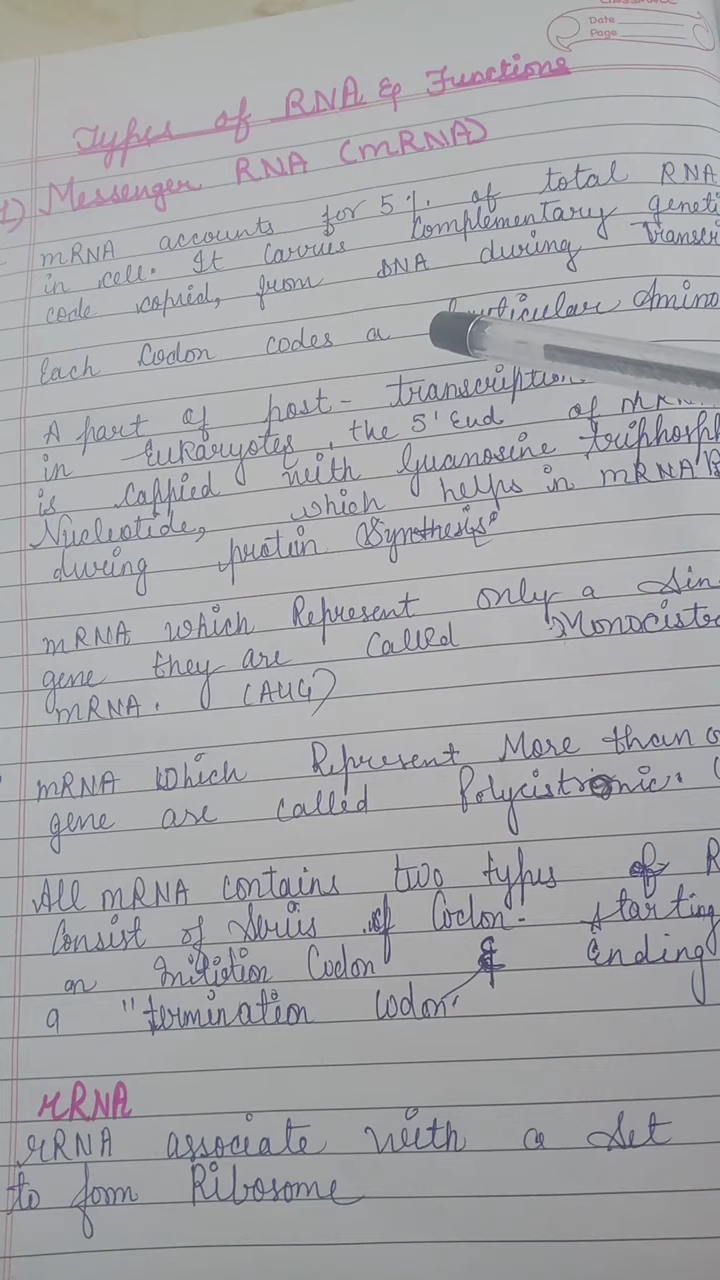 Date
Page
Types of RNA & Functions
1) Messenger RNA (mRNA)
mRNA accounts for 5% of total RNA
in cell. It carries Complementary geneti
code copied, from DNA during Transcri
Each Codon codes a Particular Amino
A part of post-transcription
in Eukaryotes, the 5' End of mRN
is Cappied with Guanosine triphosph
Nucleotide, which helps in mRNA
during protein Synthesis
mRNA which Represent only a Sin
gene they are Called Monocistro
mRNA. (AUG)
mRNA which Represent More than o
gene are called Polycistronic. (
All mRNA contains two types of R
Consist of Series of Codon- Starting
an Initiotion Codon & Ending
a "termination codon.
rRNA
rRNA associate with a Set
to form Ribosome